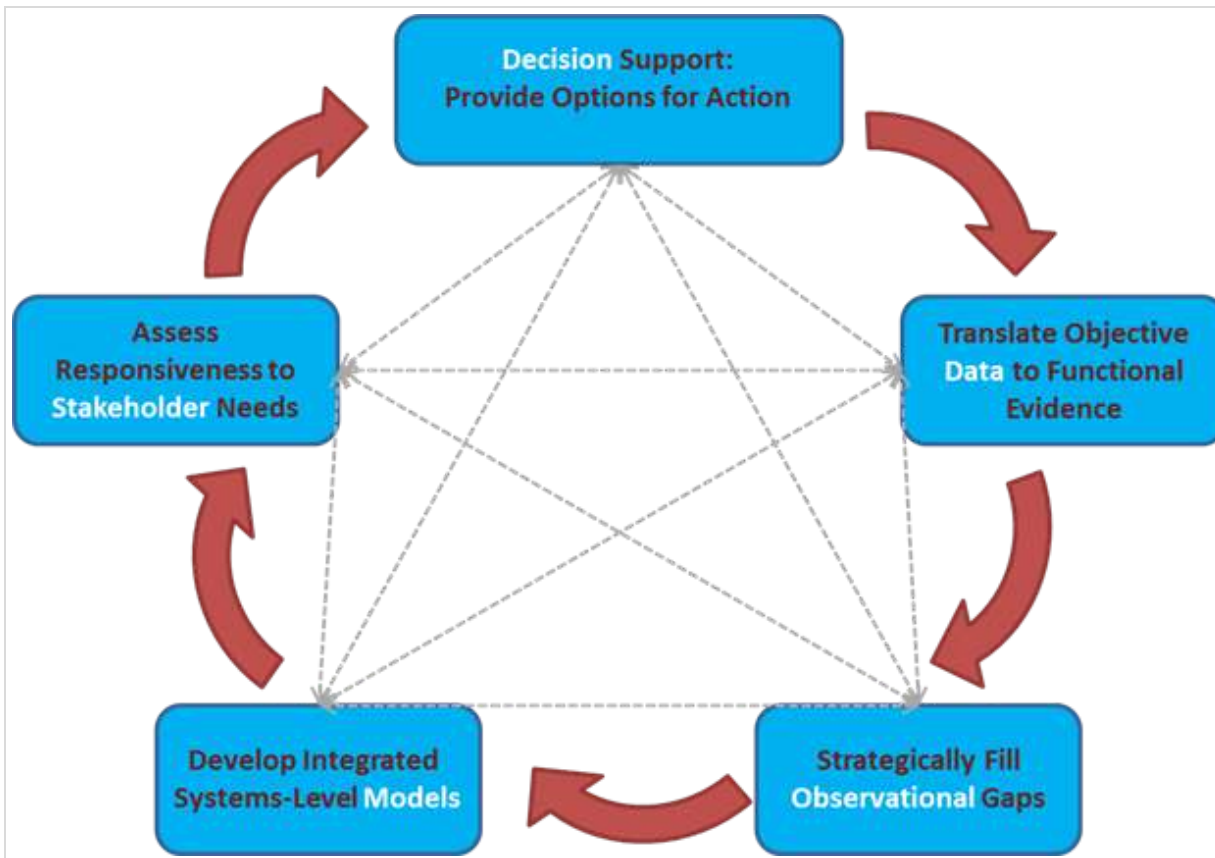 Decision Support:
Provide Options for Action
Assess
Responsiveness to
Stakeholder Needs
Translate Objective
Data to Functional
Evidence
Develop Integrated
Systems-Level Models
Strategically Fill
Observational Gaps